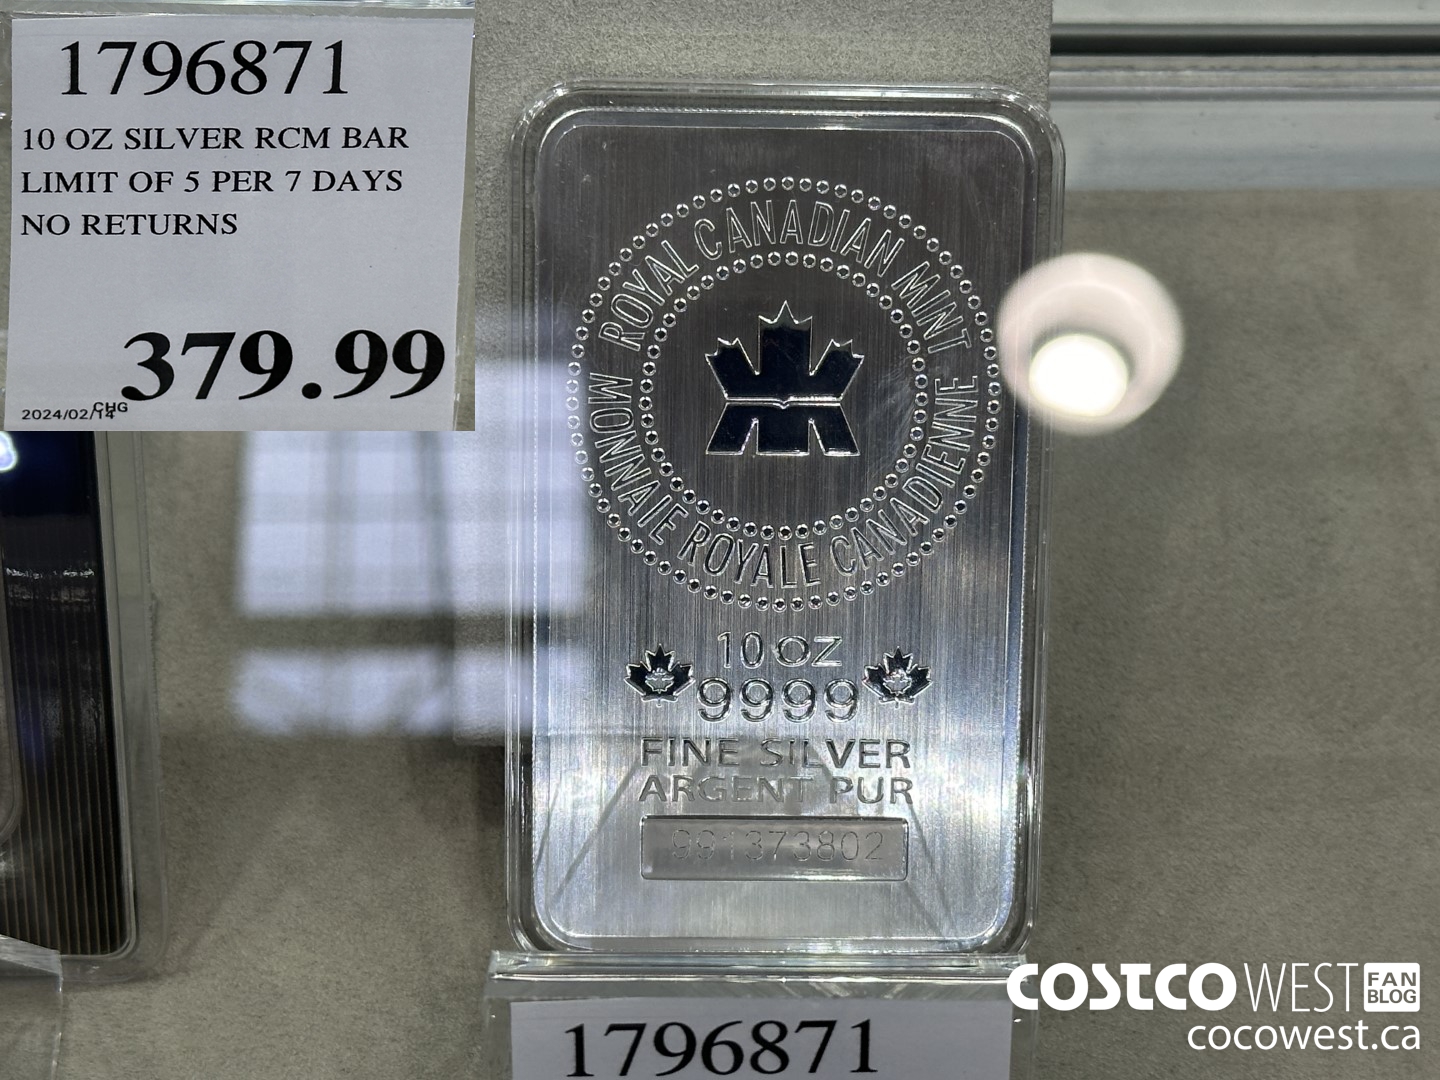 1796871
10 OZ SILVER RCM BAR
LIMIT OF 5 PER 7 DAYS
NO RETURNS
379.99
2024/02/14 CHG
ROYAL CANADIAN MINT
MONNAIE ROYALE CANADIENNE
10 OZ
9999
FINE SILVER
ARGENT PUR
991373802
1796871
COSTCO WEST FAN BLOG
cocowest.ca